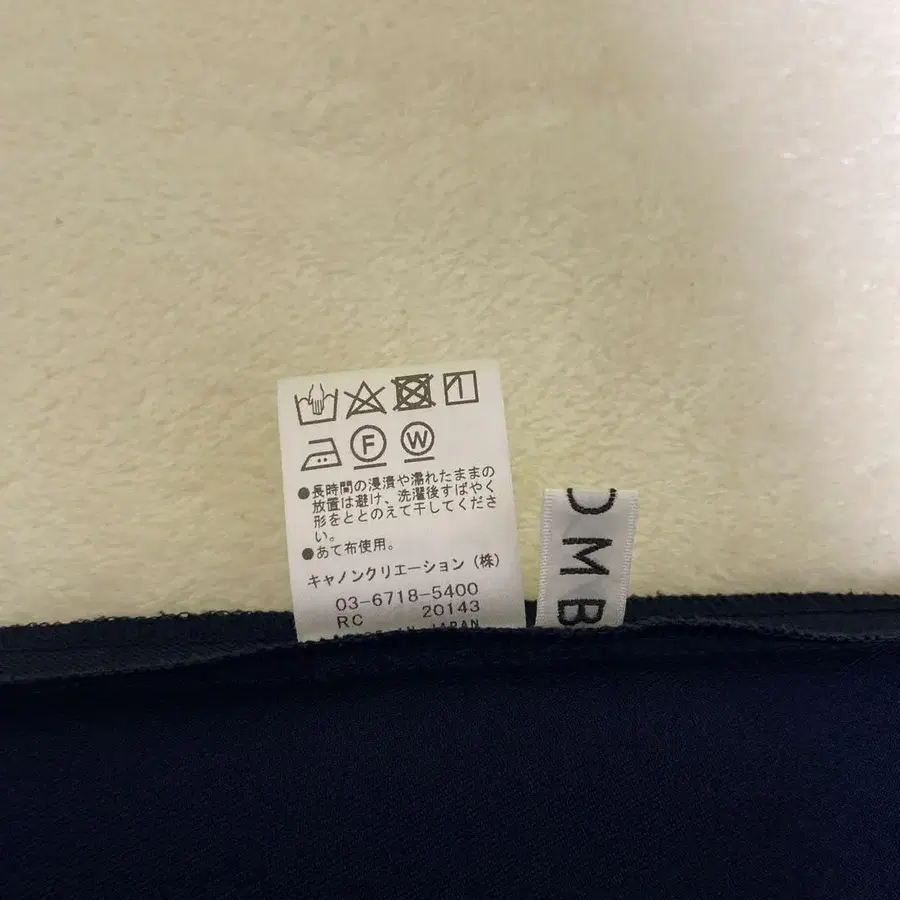 F W
●長時間の浸漬や濡れたままの
放置は避け、洗濯後すばやく
形をととのえて干してくださ
い。
●あて布使用。
キャノンクリエーション(株)
03-6718-5400
RC 20143
JAPAN
OMB